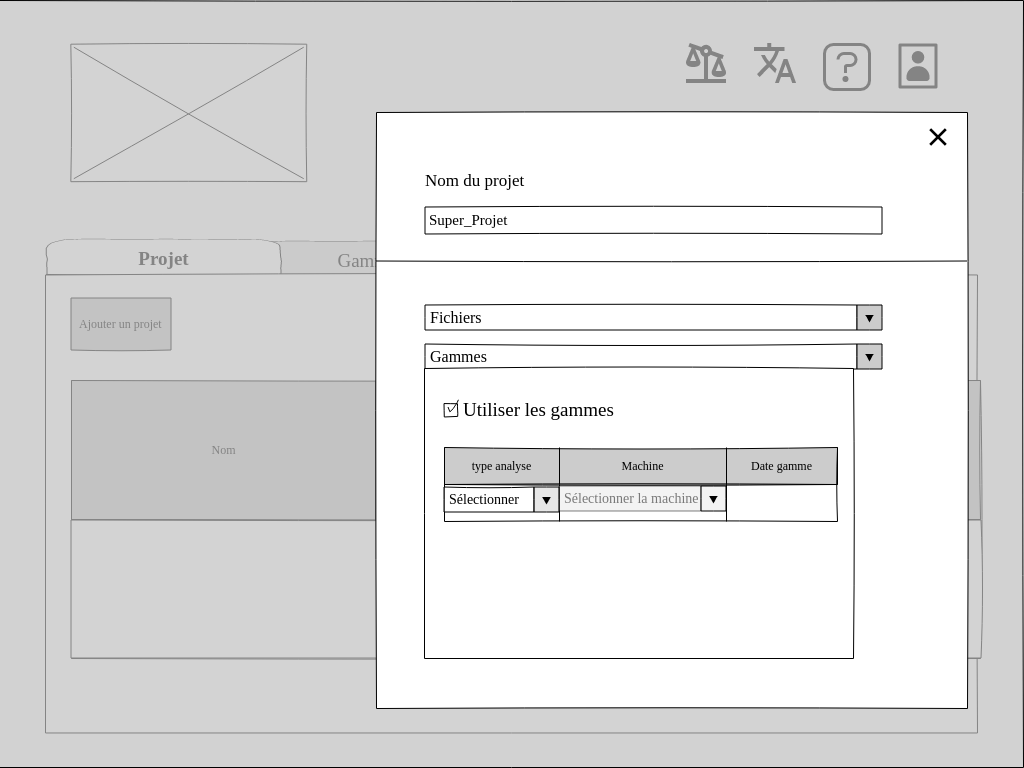 Nom du projet
Super_Projet
Projet
Gam
Ajouter un projet
Fichiers
Gammes
Utiliser les gammes
Nom
type analyse Machine Date gamme
Sélectionner Sélectionner la machine